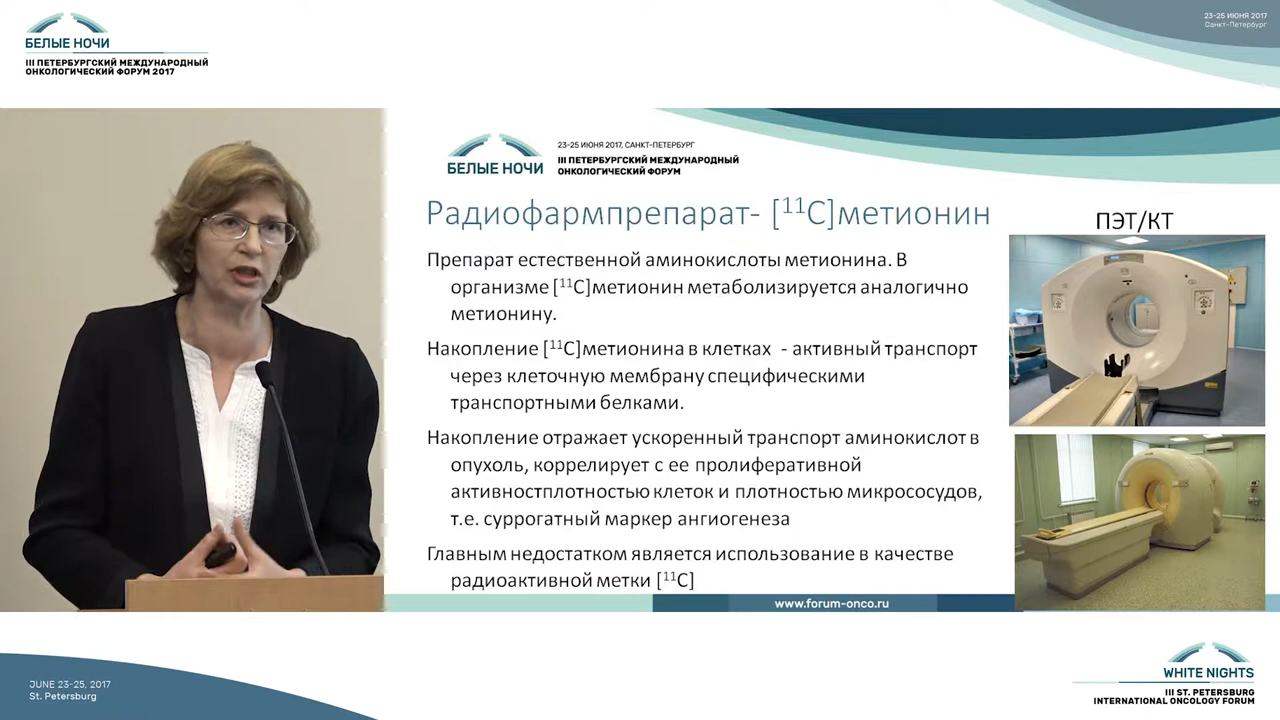 БЕЛЫЕ НОЧИ
III ПЕТЕРБУРГСКИЙ МЕЖДУНАРОДНЫЙ
ОНКОЛОГИЧЕСКИЙ ФОРУМ 2017
23-25 ИЮНЯ 2017
Санкт-Петербург
23-25 ИЮНЯ 2017, САНКТ-ПЕТЕРБУРГ
III ПЕТЕРБУРГСКИЙ МЕЖДУНАРОДНЫЙ
ОНКОЛОГИЧЕСКИЙ ФОРУМ
БЕЛЫЕ НОЧИ
Радиофармпрепарат- [¹¹C]метионин
ПЭТ/КТ
Препарат естественной аминокислоты метионина. В
организме [¹¹C]метионин метаболизируется аналогично
метионину.
Накопление [¹¹C]метионина в клетках - активный транспорт
через клеточную мембрану специфическими
транспортными белками.
Накопление отражает ускоренный транспорт аминокислот в
опухоль, коррелирует с ее пролиферативной
активностплотностью клеток и плотностью микрососудов,
т.е. суррогатный маркер ангиогенеза
Главным недостатком является использование в качестве
радиоактивной метки [¹¹C]
www.forum-onco.ru
JUNE 23-25, 2017
St. Petersburg
WHITE NIGHTS
III ST. PETERSBURG
INTERNATIONAL ONCOLOGY FORUM